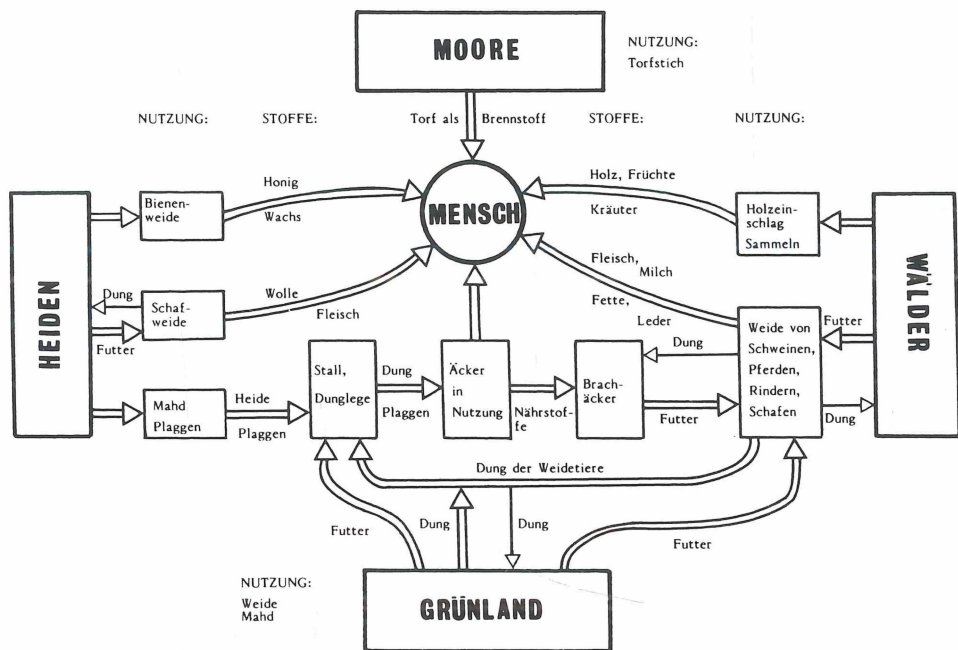 MOORE
NUTZUNG:
Torfstich
NUTZUNG:
STOFFE:
Torf als Brennstoff
STOFFE:
NUTZUNG:
HEIDEN
Bienen-
weide
Honig
Wachs
MENSCH
Holz, Früchte
Kräuter
Holzein-
schlag
Sammeln
WÄLDER
Dung
Futter
Schaf-
weide
Wolle
Fleisch
Fleisch,
Milch
Fette,
Leder
Weide von
Schweinen,
Pferden,
Rindern,
Schafen
Futter
Dung
Mahd
Plaggen
Heide
Plaggen
Stall,
Dunglege
Dung
Plaggen
Äcker
in
Nutzung
Nährstof-
fe
Brach-
äcker
Dung
Futter
Dung der Weidetiere
Futter
Dung
Dung
Futter
NUTZUNG:
Weide
Mahd
GRÜNLAND